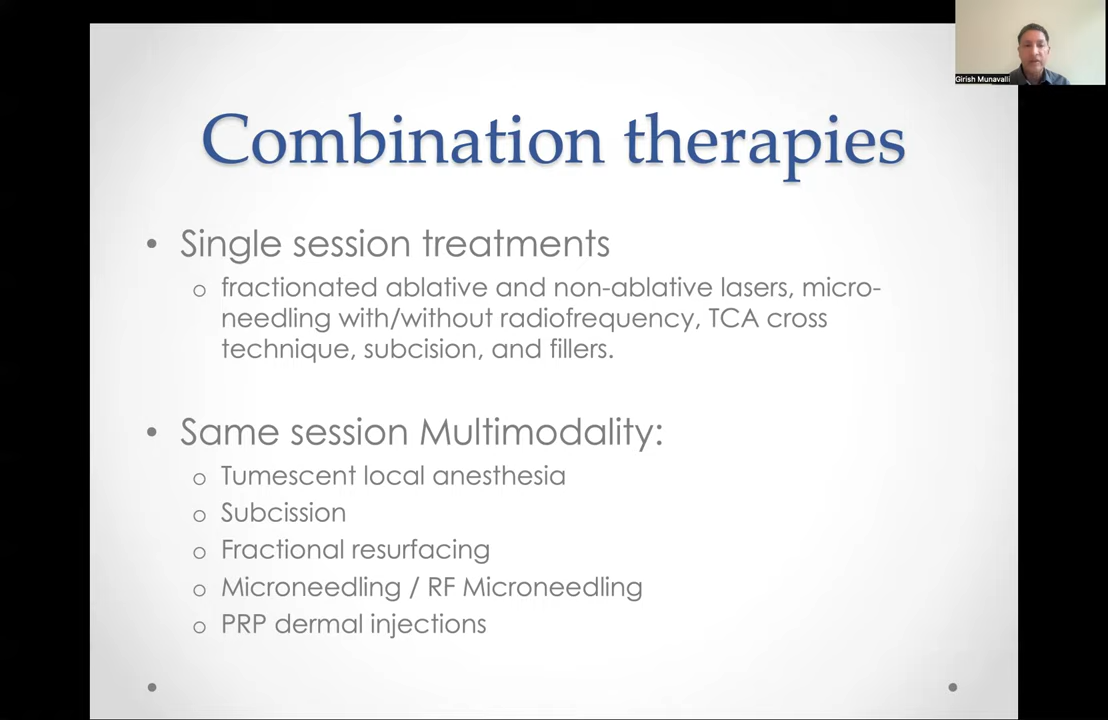 Girish Munavalli
Combination therapies
• Single session treatments
o fractionated ablative and non-ablative lasers, micro-
needling with/without radiofrequency, TCA cross
technique, subcision, and fillers.
• Same session Multimodality:
o Tumescent local anesthesia
o Subcission
o Fractional resurfacing
o Microneedling / RF Microneedling
o PRP dermal injections